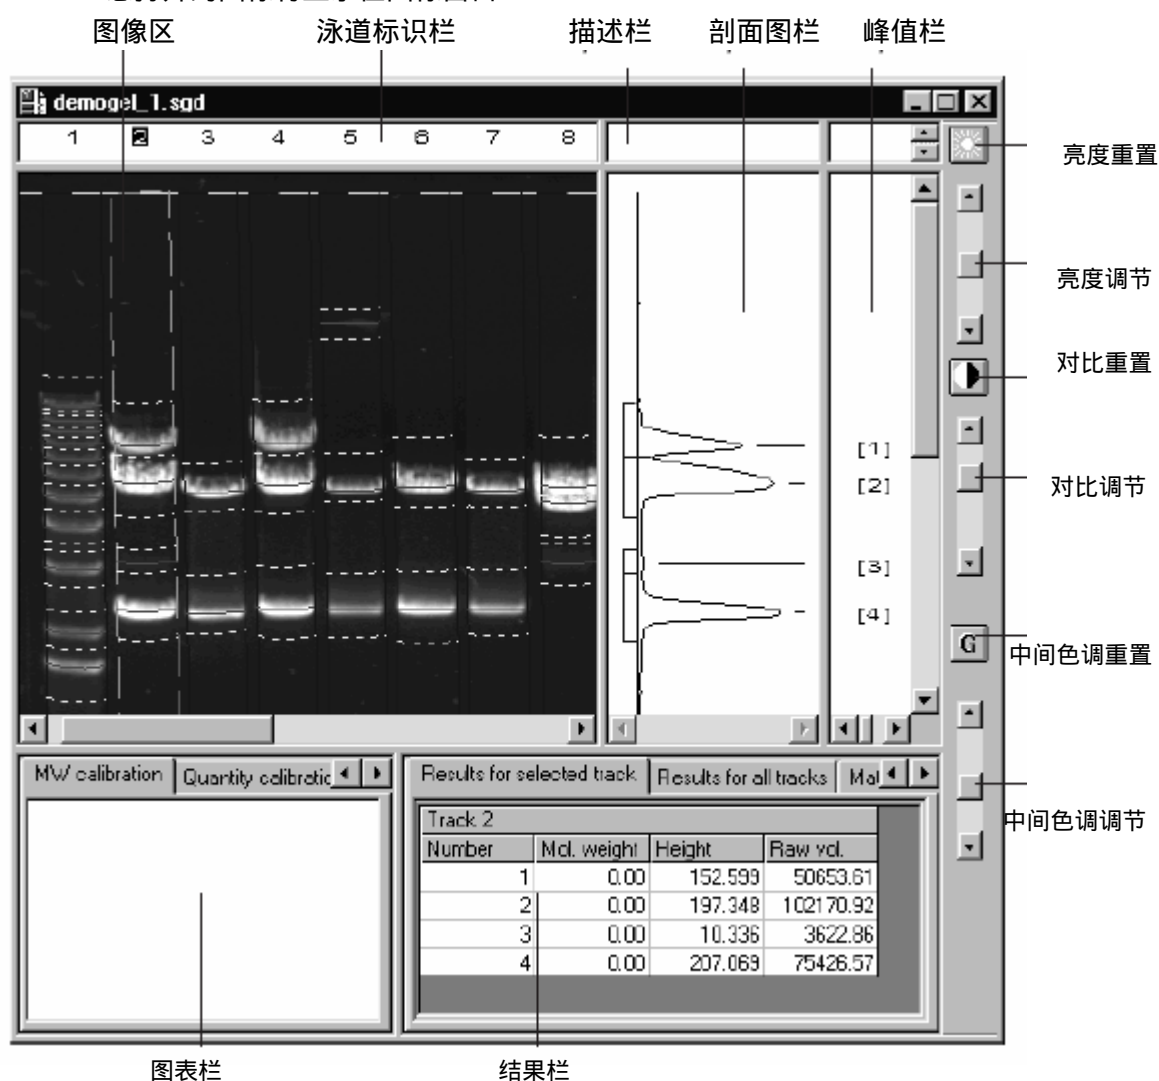 图像区 泳道标识栏 描述栏 剖面图栏 峰值栏
demogel_1.sgd
1 2 3 4 5 6 7 8
亮度重置
亮度调节
对比重置
[1]
[2]
对比调节
[3]
[4]
G
中间色调重置
MW calibration Quantity calibratic Results for selected track Results for all tracks Mal
中间色调调节
Track 2
Number Mol. weight Height Raw vol.
1 0.00 152.599 50653.61
2 0.00 197.348 102170.92
3 0.00 10.336 3622.86
4 0.00 207.069 75426.57
图表栏 结果栏